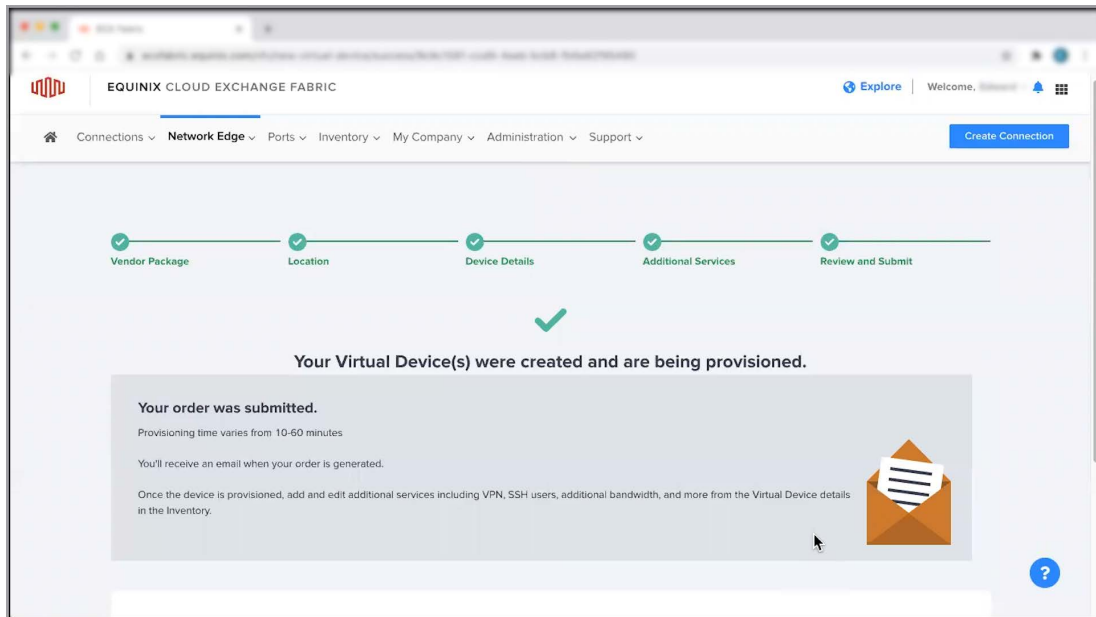 EQUINIX CLOUD EXCHANGE FABRIC
Explore
Welcome,
Connections
Network Edge
Ports
Inventory
My Company
Administration
Support
Create Connection
Vendor Package
Location
Device Details
Additional Services
Review and Submit
Your Virtual Device(s) were created and are being provisioned.
Your order was submitted.
Provisioning time varies from 10-60 minutes
You'll receive an email when your order is generated.
Once the device is provisioned, add and edit additional services including VPN, SSH users, additional bandwidth, and more from the Virtual Device details
in the Inventory.
?